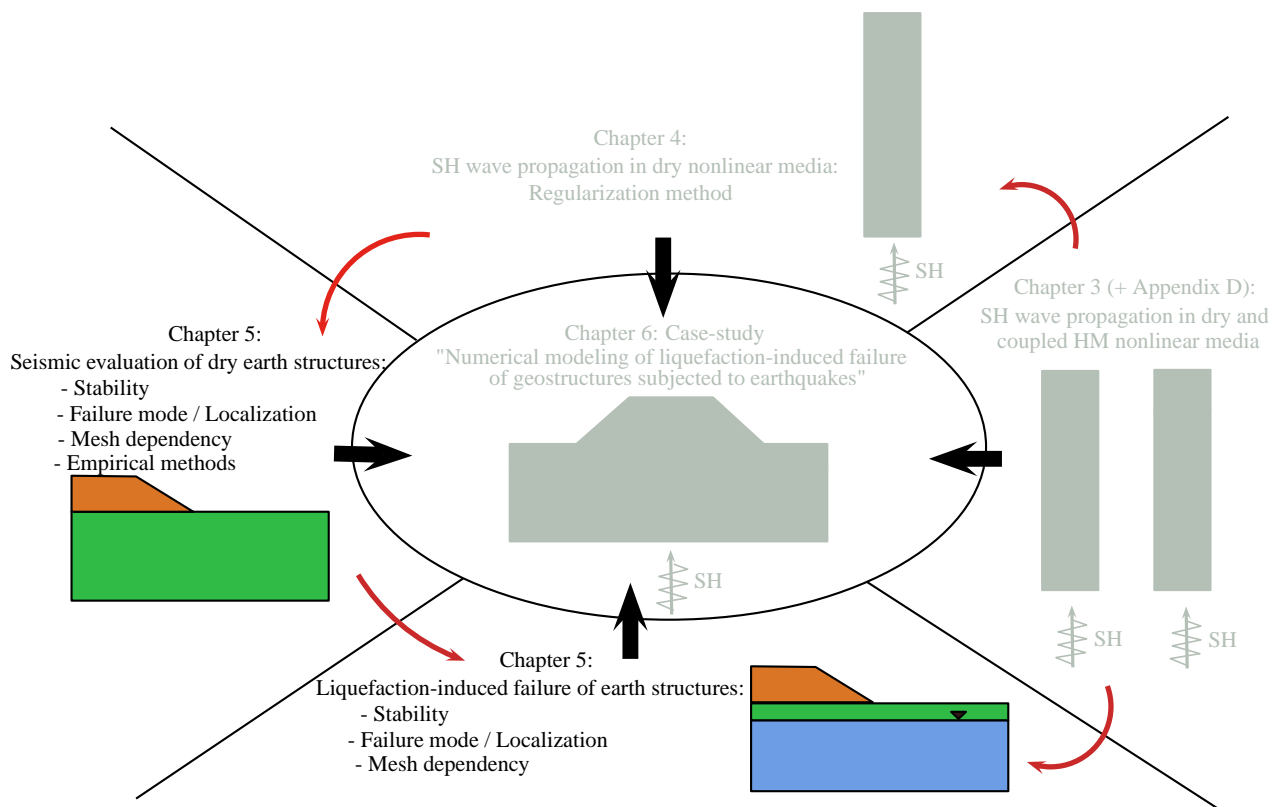 Chapter 4:
SH wave propagation in dry nonlinear media:
Regularization method
SH
Chapter 3 (+ Appendix D):
SH wave propagation in dry and
coupled HM nonlinear media
SH
SH
Chapter 6: Case-study
"Numerical modeling of liquefaction-induced failure
of geostructures subjected to earthquakes"
SH
Chapter 5:
Seismic evaluation of dry earth structures:
- Stability
- Failure mode / Localization
- Mesh dependency
- Empirical methods
Chapter 5:
Liquefaction-induced failure of earth structures:
- Stability
- Failure mode / Localization
- Mesh dependency